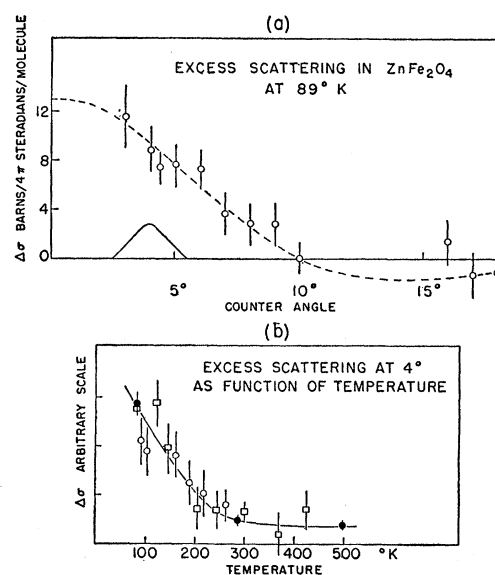 (a)
EXCESS SCATTERING IN ZnFe₂O₄
AT 89° K
Δσ BARNS/4π STERADIANS/MOLECULE
12
8
4
0
5°
10°
15°
COUNTER ANGLE
(b)
EXCESS SCATTERING AT 4°
AS FUNCTION OF TEMPERATURE
Δσ ARBITRARY SCALE
100
200
300
400
500
°K
TEMPERATURE